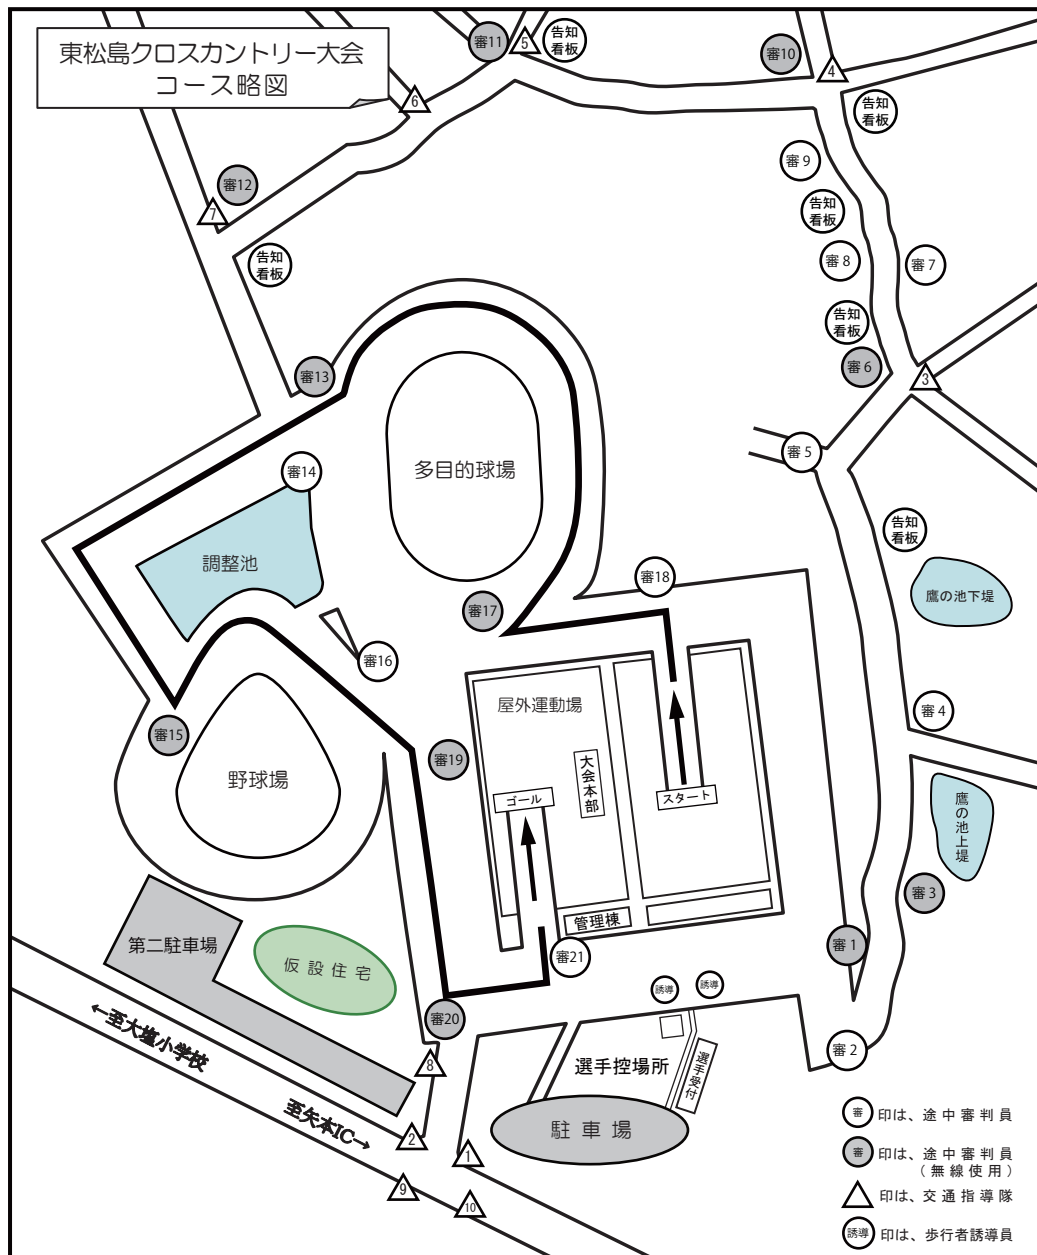 東松島クロスカントリー大会
コース略図
審11
5
告知
看板
審10
4
告知
看板
6
審12
7
告知
看板
審9
告知
看板
審8
審7
告知
看板
審6
3
審13
審5
審14
多目的球場
調整池
告知
看板
鷹の池下堤
審18
審17
審16
屋外運動場
審4
審15
審19
野球場
大会本部
ゴール
スタート
鷹の池上堤
審3
管理棟
審1
第二駐車場
仮設住宅
審21
誘導
誘導
審20
審2
←至大塩小学校
8
選手控場所
選手受付
至矢本IC→
2
1
駐車場
9
10
審 印は、途中審判員
審 印は、途中審判員
（無線使用）
印は、交通指導隊
誘導 印は、歩行者誘導員